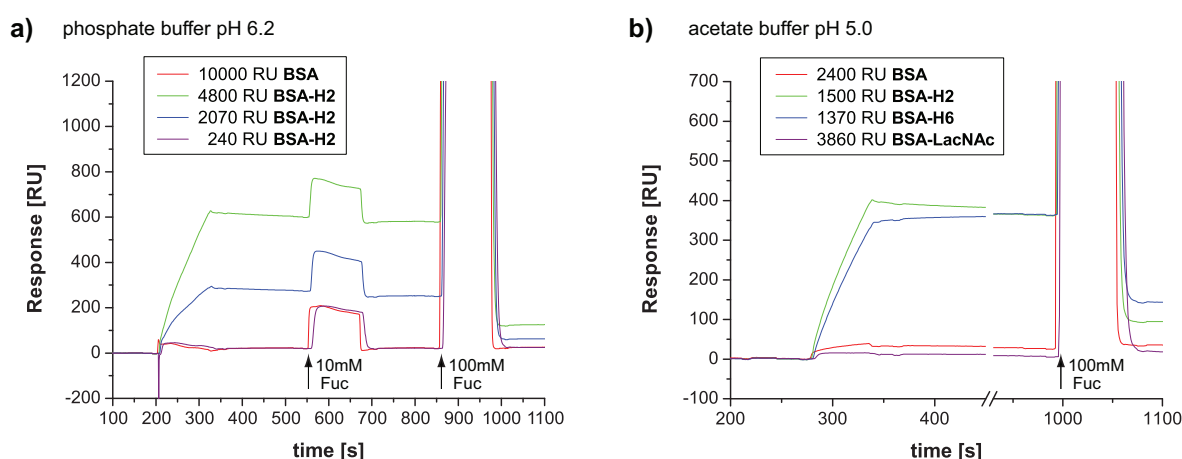 a) phosphate buffer pH 6.2
10000 RU BSA
4800 RU BSA-H2
2070 RU BSA-H2
240 RU BSA-H2
Response [RU]
1200
1000
800
600
400
200
0
-200
10mM
Fuc
100mM
Fuc
100 200 300 400 500 600 700 800 900 1000 1100
time [s]
b) acetate buffer pH 5.0
2400 RU BSA
1500 RU BSA-H2
1370 RU BSA-H6
3860 RU BSA-LacNAc
Response [RU]
700
600
500
400
300
200
100
0
-100
100mM
Fuc
200 300 400 1000 1100
time [s]